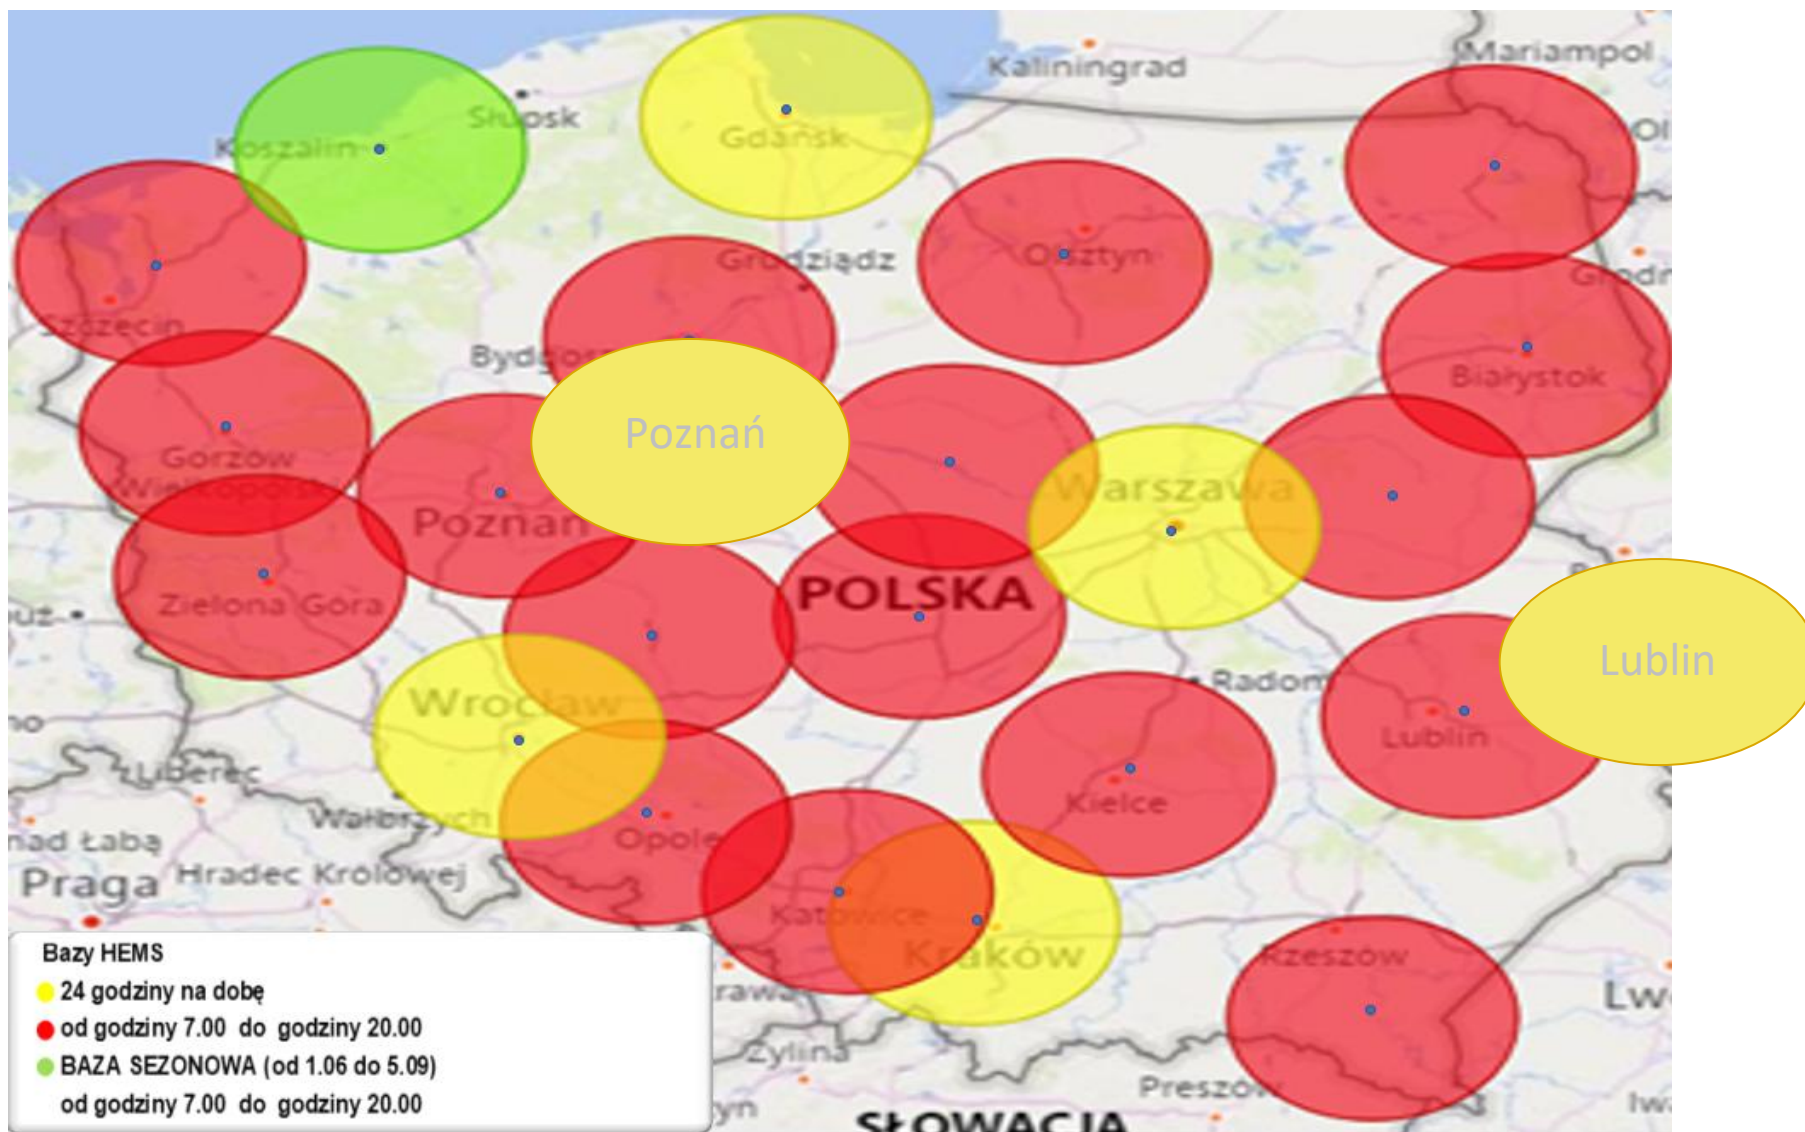 Mariampol
Kaliningrad
Słupsk
Koszalin
Gdańsk
Grudziądz
Olsztyn
Szczecin
Białystok
Gorzów
Wielkopolski
Poznań
Poznań
Warszawa
POLSKA
Zielona Góra
Lublin
Radom
Wrocław
Lublin
Liberec
Kielce
Wałbrzych
Opole
nad Łabą
Praga
Hradec Królowej
Katowice
Kraków
Rzeszów
Bazy HEMS
24 godziny na dobę
od godziny 7.00 do godziny 20.00
BAZA SEZONOWA (od 1.06 do 5.09)
od godziny 7.00 do godziny 20.00
Żylina
Preszów
SŁOWACJA